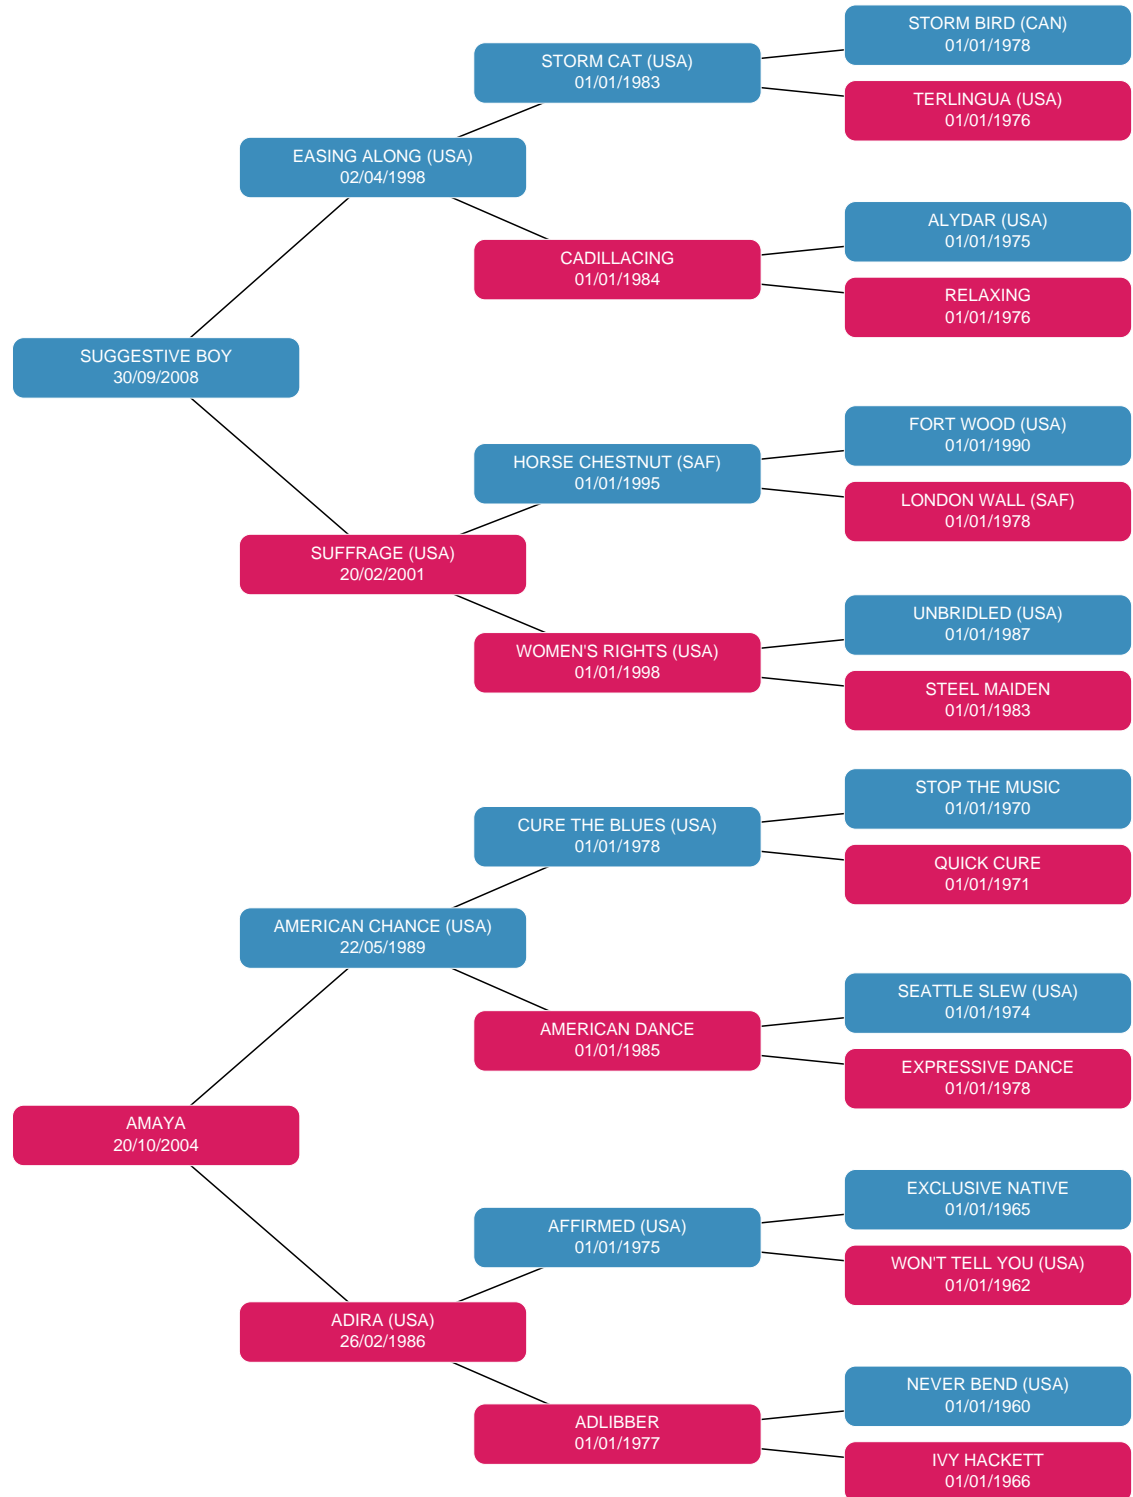 STORM BIRD (CAN)
01/01/1978
STORM CAT (USA)
01/01/1983
TERLINGUA (USA)
01/01/1976
EASING ALONG (USA)
02/04/1998
ALYDAR (USA)
01/01/1975
CADILLACING
01/01/1984
RELAXING
01/01/1976
SUGGESTIVE BOY
30/09/2008
FORT WOOD (USA)
01/01/1990
HORSE CHESTNUT (SAF)
01/01/1995
LONDON WALL (SAF)
01/01/1978
SUFFRAGE (USA)
20/02/2001
UNBRIDLED (USA)
01/01/1987
WOMEN'S RIGHTS (USA)
01/01/1998
STEEL MAIDEN
01/01/1983
STOP THE MUSIC
01/01/1970
CURE THE BLUES (USA)
01/01/1978
QUICK CURE
01/01/1971
AMERICAN CHANCE (USA)
22/05/1989
SEATTLE SLEW (USA)
01/01/1974
AMERICAN DANCE
01/01/1985
EXPRESSIVE DANCE
01/01/1978
AMAYA
20/10/2004
EXCLUSIVE NATIVE
01/01/1965
AFFIRMED (USA)
01/01/1975
WON'T TELL YOU (USA)
01/01/1962
ADIRA (USA)
26/02/1986
NEVER BEND (USA)
01/01/1960
ADLIBBER
01/01/1977
IVY HACKETT
01/01/1966